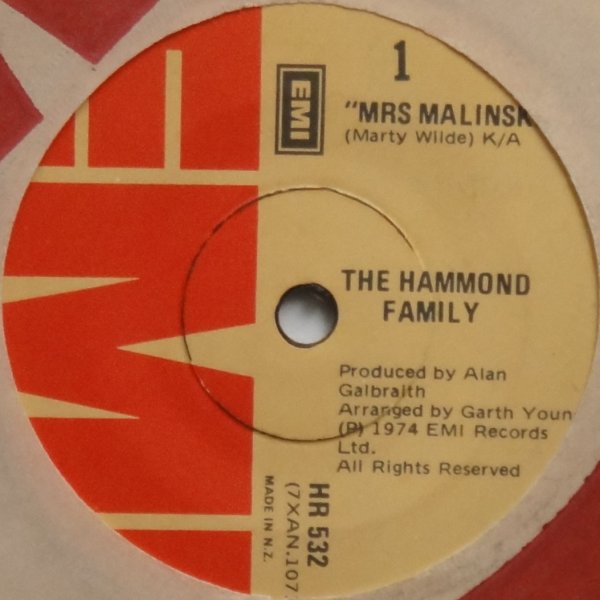 1
EMI
"MRS MALINSK
(Marty Wilde) K/A
THE HAMMOND
FAMILY
Produced by Alan
Galbraith
Arranged by Garth Youn
(P) 1974 EMI Records
Ltd.
All Rights Reserved
HR 532
(7XAN.107
MADE IN N.Z.